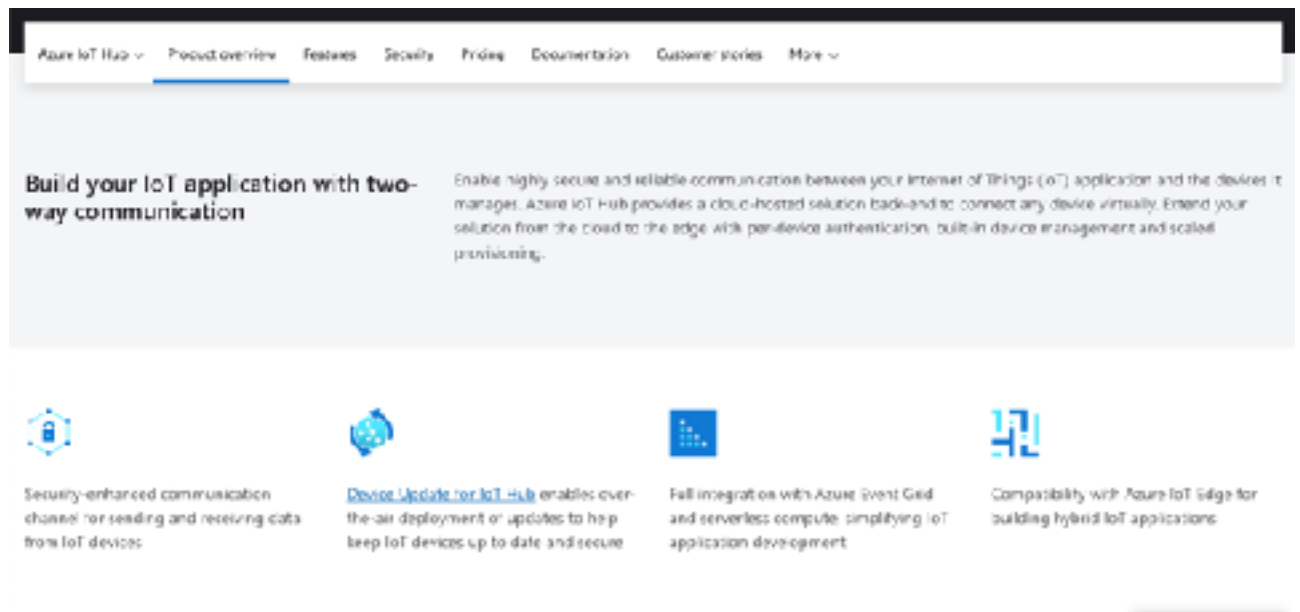 Azure IoT Hub Product overview Features Security Pricing Documentation Customer stories More
Build your IoT application with two-
way communication
Enable highly secure and reliable communication between your Internet of Things (IoT) application and the devices it
manages. Azure IoT Hub provides a cloud-hosted solution back-end to connect any device virtually. Extend your
solution from the cloud to the edge with per-device authentication, built-in device management and scaled
provisioning.
Security-enhanced communication
channel for sending and receiving data
from IoT devices
Device Update for IoT Hub enables over-
the-air deployment of updates to help
keep IoT devices up to date and secure
Full integration with Azure Event Grid
and serverless compute, simplifying IoT
application development
Compatibility with Azure IoT Edge for
building hybrid IoT applications